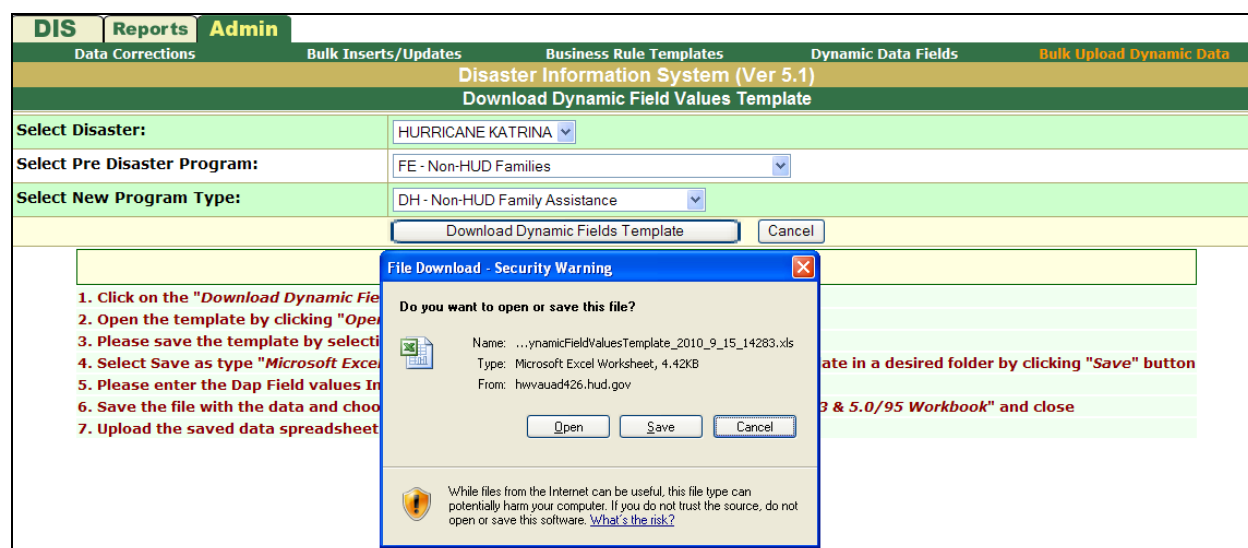 DIS Reports Admin
Data Corrections Bulk Inserts/Updates Business Rule Templates Dynamic Data Fields Bulk Upload Dynamic Data
Disaster Information System (Ver 5.1)
Download Dynamic Field Values Template
Select Disaster: HURRICANE KATRINA
Select Pre Disaster Program: FE - Non-HUD Families
Select New Program Type: DH - Non-HUD Family Assistance
Download Dynamic Fields Template Cancel
1. Click on the "Download Dynamic Fie
2. Open the template by clicking "Ope
3. Please save the template by selecti
4. Select Save as type "Microsoft Excel ate in a desired folder by clicking "Save" button
5. Please enter the Dap Field values In
6. Save the file with the data and choo 3 & 5.0/95 Workbook" and close
7. Upload the saved data spreadsheet
File Download - Security Warning
Do you want to open or save this file?
Name: ...ynamicFieldValuesTemplate_2010_9_15_14283.xls
Type: Microsoft Excel Worksheet, 4.42KB
From: hwvauad426.hud.gov
Open Save Cancel
While files from the Internet can be useful, this file type can
potentially harm your computer. If you do not trust the source, do not
open or save this software. What's the risk?